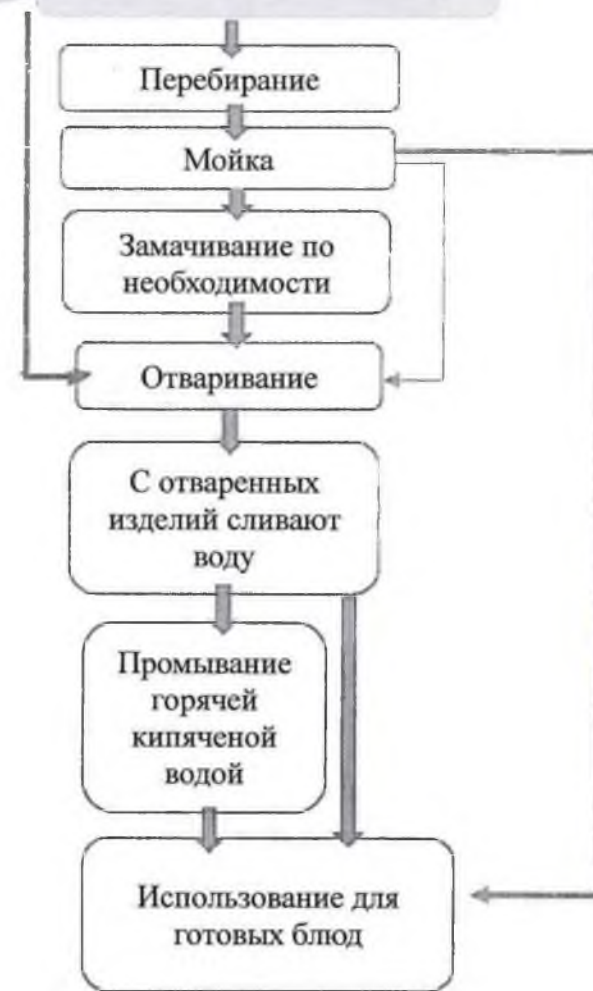 Перебирание
Мойка
Замачивание по
необходимости
Отваривание
С отваренных
изделий сливают
воду
Промывание
горячей
кипяченой
водой
Использование для
готовых блюд